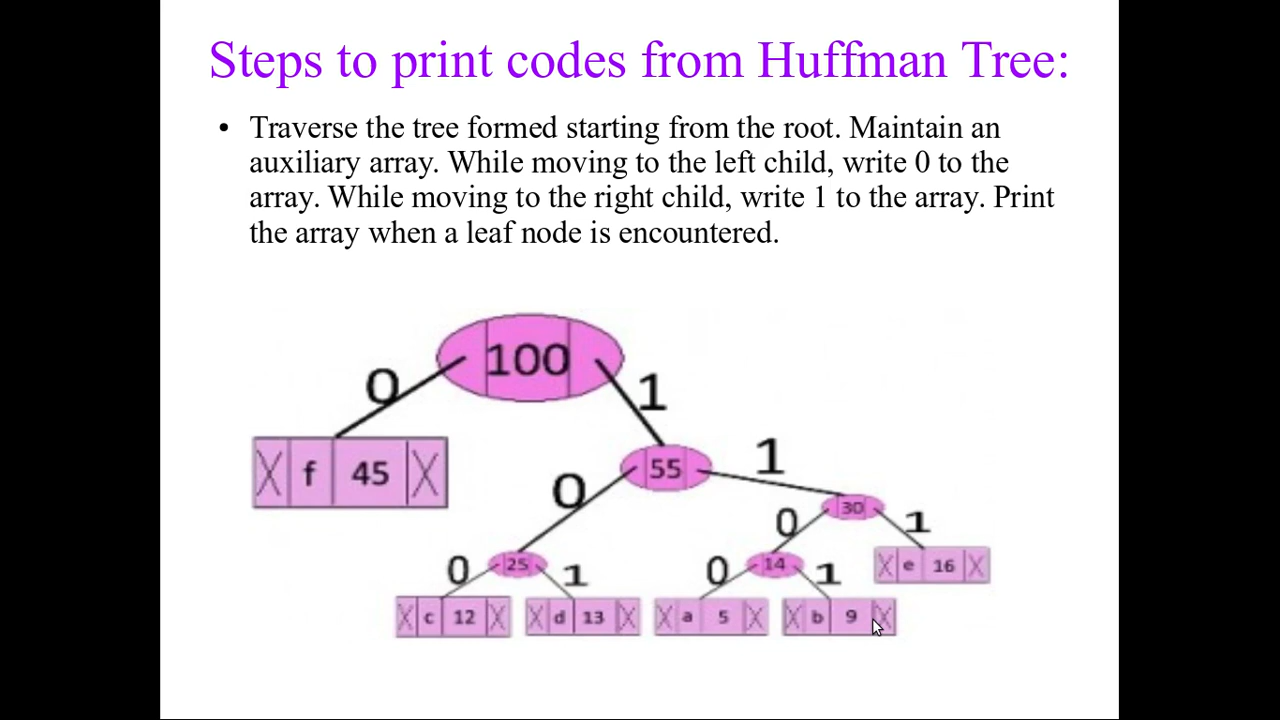 Steps to print codes from Huffman Tree:
• Traverse the tree formed starting from the root. Maintain an
auxiliary array. While moving to the left child, write 0 to the
array. While moving to the right child, write 1 to the array. Print
the array when a leaf node is encountered.
100
0
1
f 45
55
0
1
30
0
1
25
14
e 16
0
1
0
1
c 12
d 13
a 5
b 9